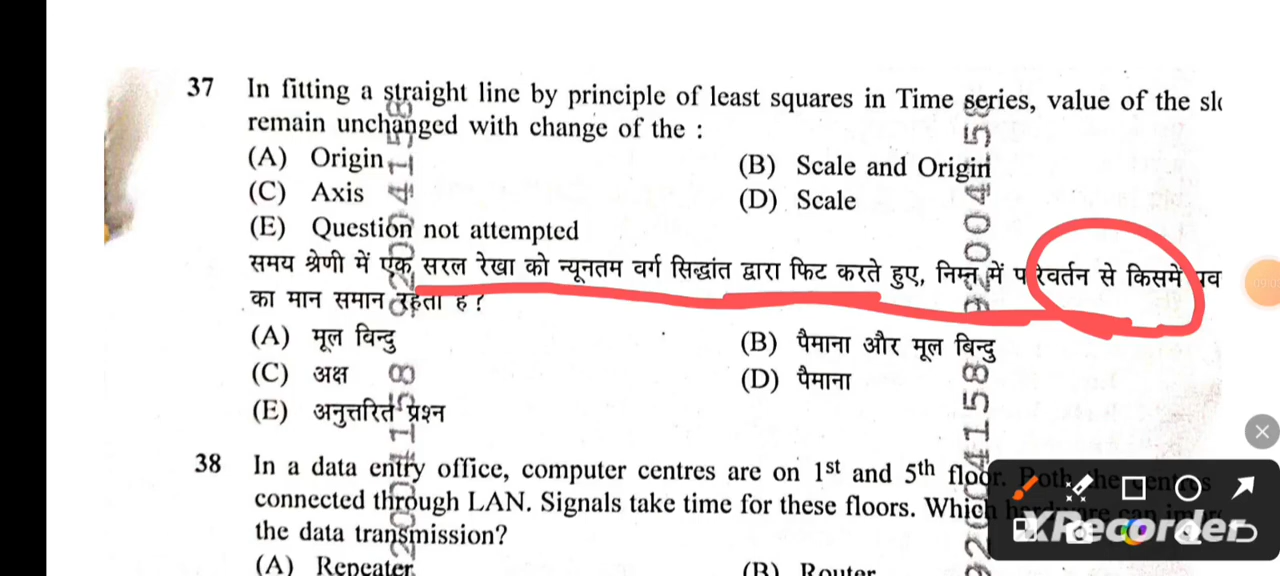 37 In fitting a straight line by principle of least squares in Time series, value of the
remain unchanged with change of the :
(A) Origin (B) Scale and Origin
(C) Axis (D) Scale
(E) Question not attempted
समय श्रेणी में एक सरल रेखा को न्यूनतम वर्ग सिद्धांत द्वारा फिट करते हुए, निम्न में परिवर्तन से किसमें
का मान समान रहता है ?
(A) मूल बिन्दु (B) पैमाना और मूल बिन्दु
(C) अक्ष (D) पैमाना
(E) अनुत्तरित प्रश्न
38 In a data entry office, computer centres are on 1st and 5th floor. Both the centres
connected through LAN. Signals take time for these floors. Which
the data transmission?
(A) Repeater (B) Router
XRecorder